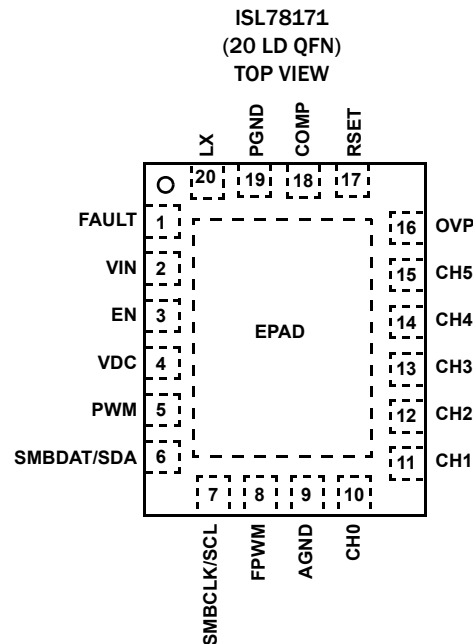 ISL78171
(20 LD QFN)
TOP VIEW
LX
PGND
COMP
RSET
20
19
18
17
FAULT
1
VIN
2
EN
3
VDC
4
PWM
5
SMBDAT/SDA
6
EPAD
16
OVP
15
CH5
14
CH4
13
CH3
12
CH2
11
CH1
7
8
9
10
SMBCLK/SCL
FPWM
AGND
CH0